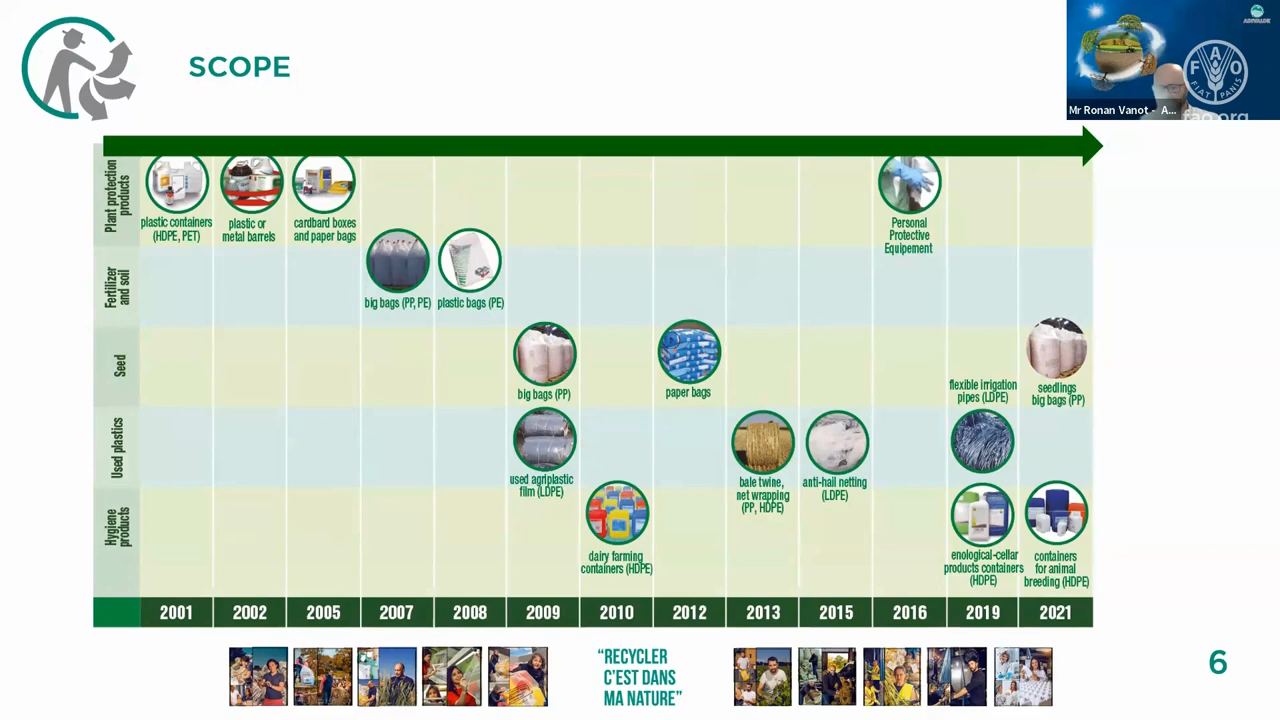 SCOPE
ADIVALOR
F A O
FIAT PANIS
fao.org
Mr Ronan Vanot - A...
Plant protection
products
plastic containers
(HDPE, PET)
plastic or
metal barrels
cardbard boxes
and paper bags
Personal
Protective
Equipement
Fertilizer
and soil
big bags (PP, PE)
plastic bags (PE)
Seed
big bags (PP)
paper bags
flexible irrigation
pipes (LDPE)
seedlings
big bags (PP)
Used plastics
used agriplastic
film (LDPE)
bale twine,
net wrapping
(PP, HDPE)
anti-hail netting
(LDPE)
Hygiene
products
dairy farming
containers (HDPE)
enological-cellar
products containers
(HDPE)
containers
for animal
breeding (HDPE)
2001 2002 2005 2007 2008 2009 2010 2012 2013 2015 2016 2019 2021
"RECYCLER
C'EST DANS
MA NATURE"
6